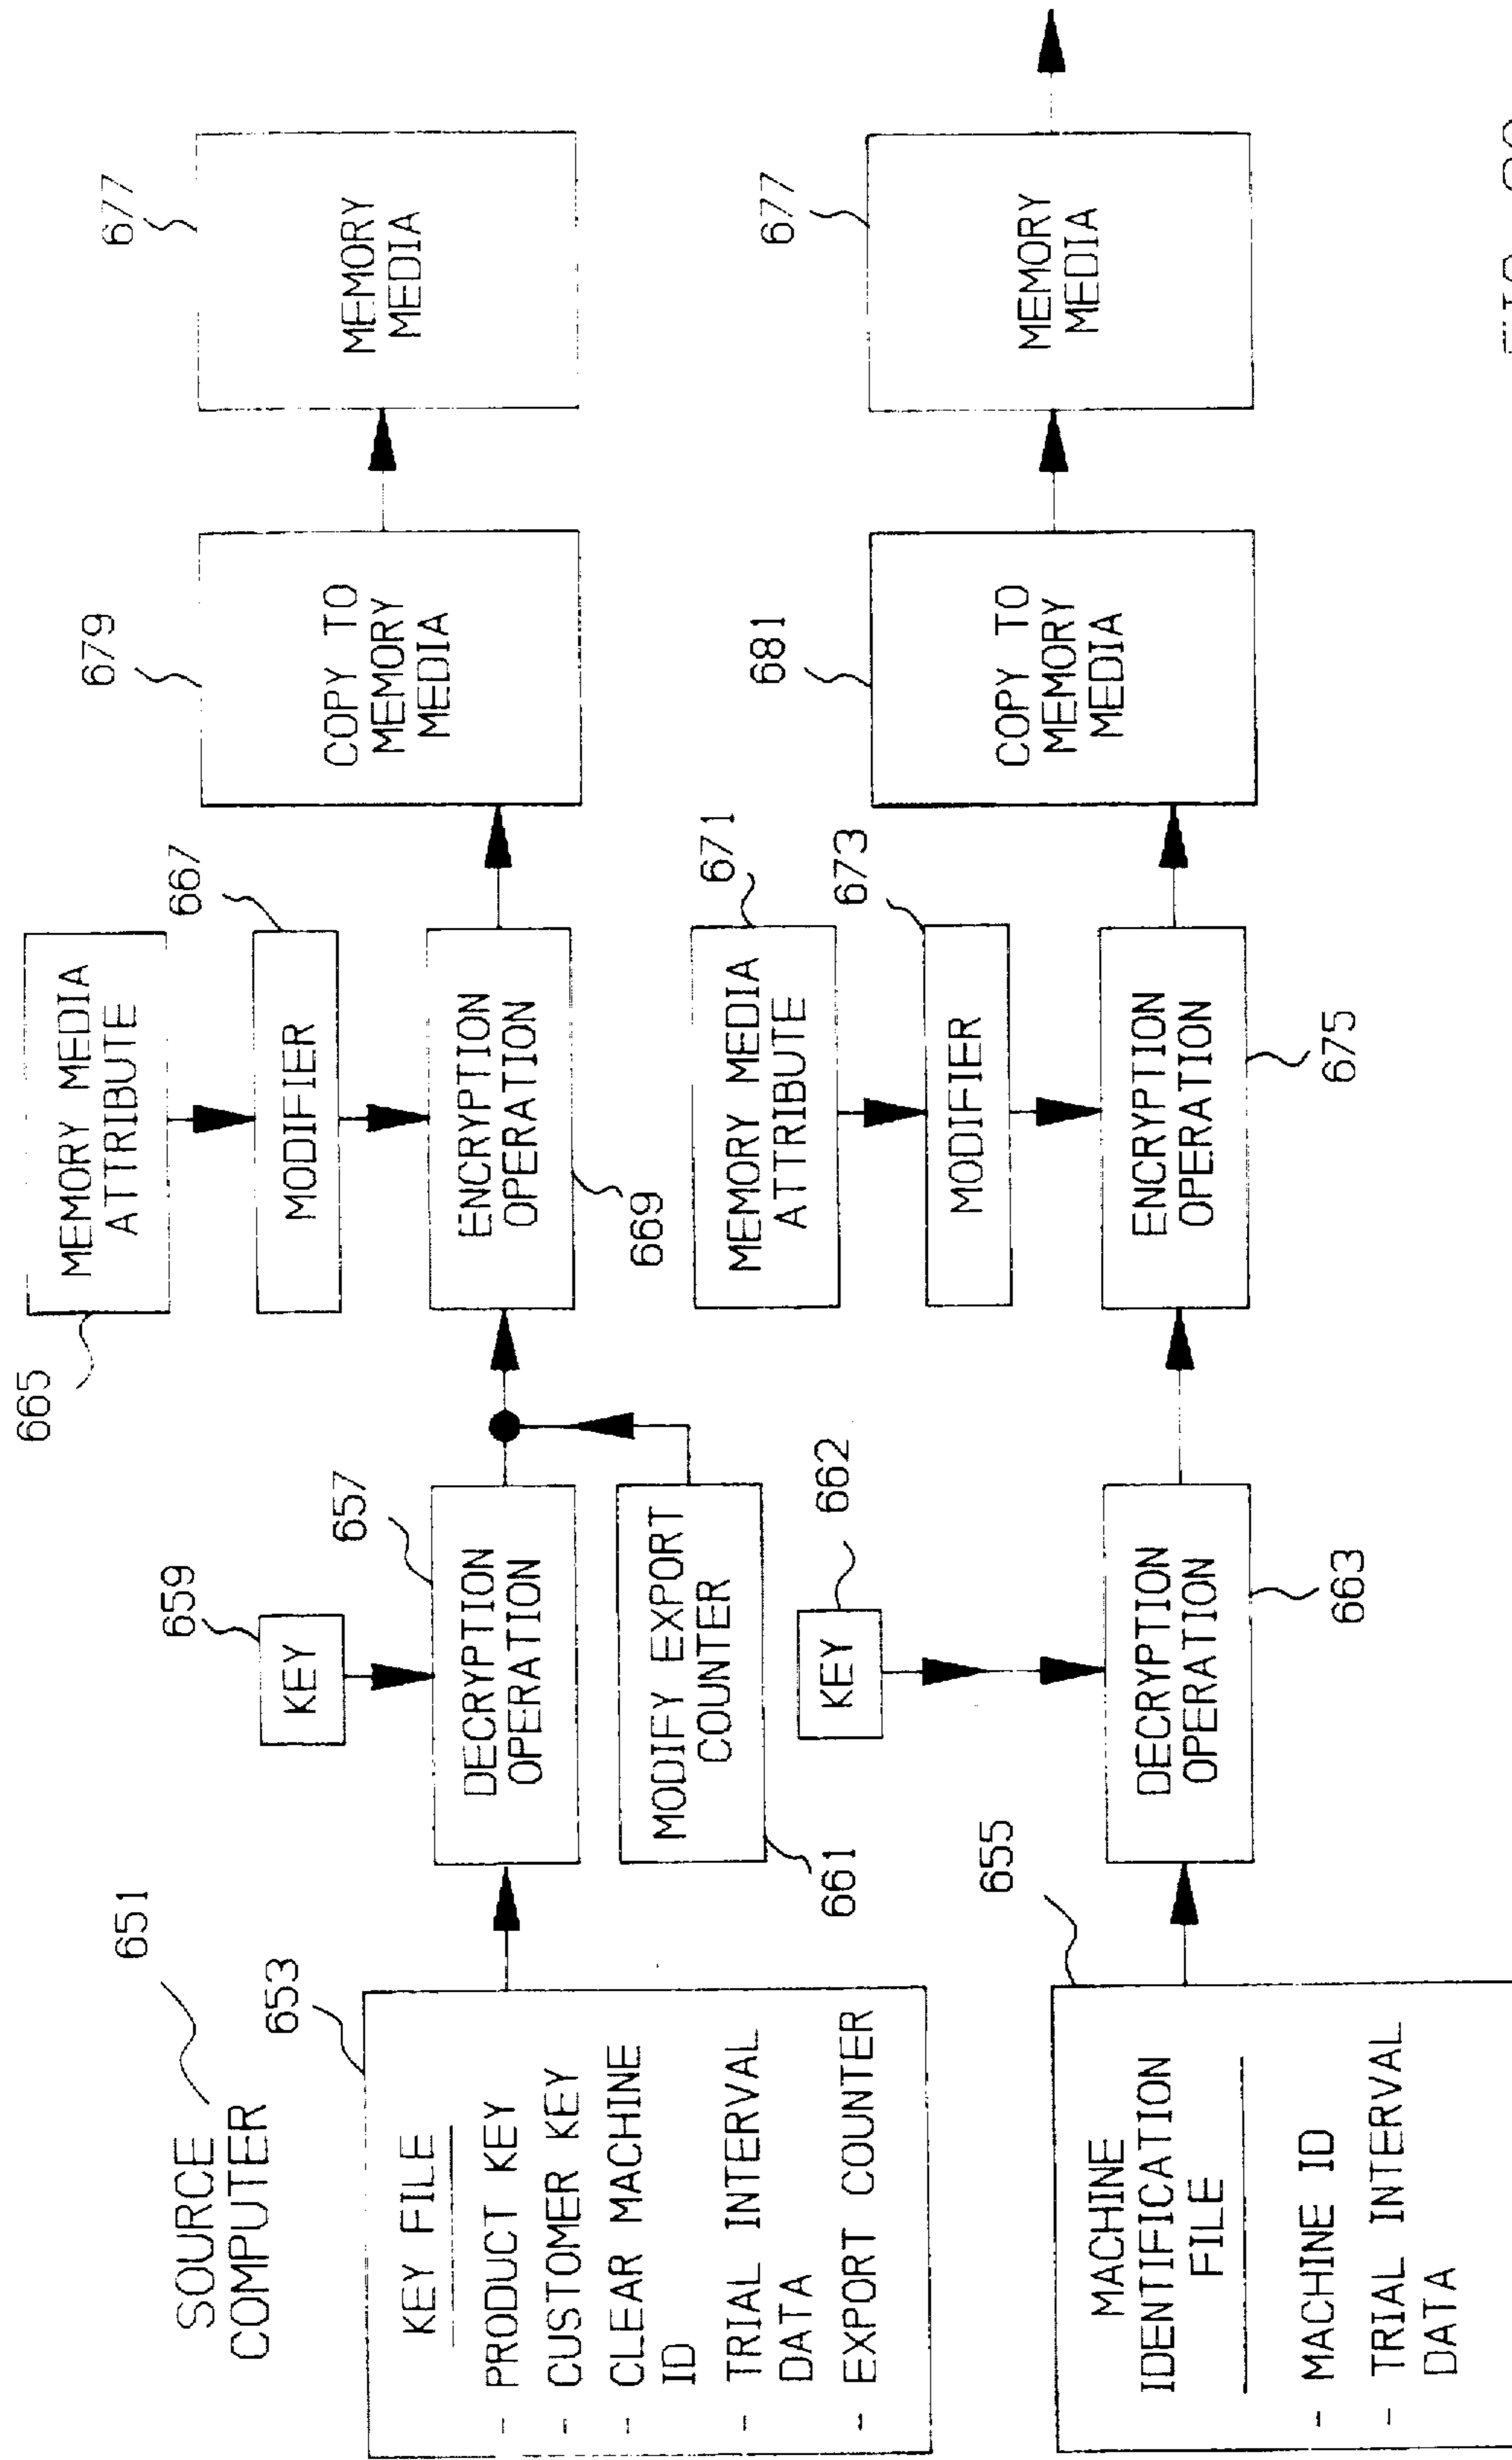 SOURCE
COMPUTER
651
653
KEY FILE
- PRODUCT KEY
- CUSTOMER KEY
- CLEAR MACHINE
ID
- TRIAL INTERVAL
DATA
- EXPORT COUNTER
659
KEY
657
DECRYPTION
OPERATION
MODIFY EXPORT
COUNTER
661
665
MEMORY MEDIA
ATTRIBUTE
667
MODIFIER
ENCRYPTION
OPERATION
669
679
COPY TO
MEMORY
MEDIA
677
MEMORY
MEDIA
655
MACHINE
IDENTIFICATION
FILE
- MACHINE ID
- TRIAL INTERVAL
DATA
662
KEY
DECRYPTION
OPERATION
663
671
MEMORY MEDIA
ATTRIBUTE
673
MODIFIER
ENCRYPTION
OPERATION
675
681
COPY TO
MEMORY
MEDIA
677
MEMORY
MEDIA